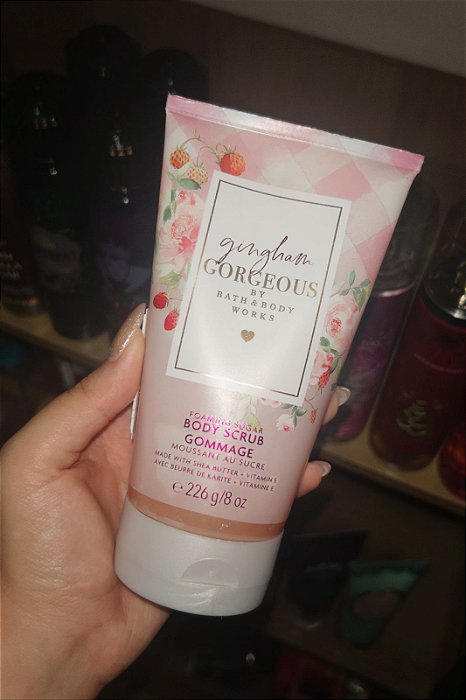 gingham
GORGEOUS
BY
BATH & BODY
WORKS
FOAMING SUGAR
BODY SCRUB
GOMMAGE
MOUSSANT AU SUCRE
MADE WITH SHEA BUTTER + VITAMIN E
AVEC BEURRE DE KARITÉ + VITAMINE E
℮ 226 g/8 oz